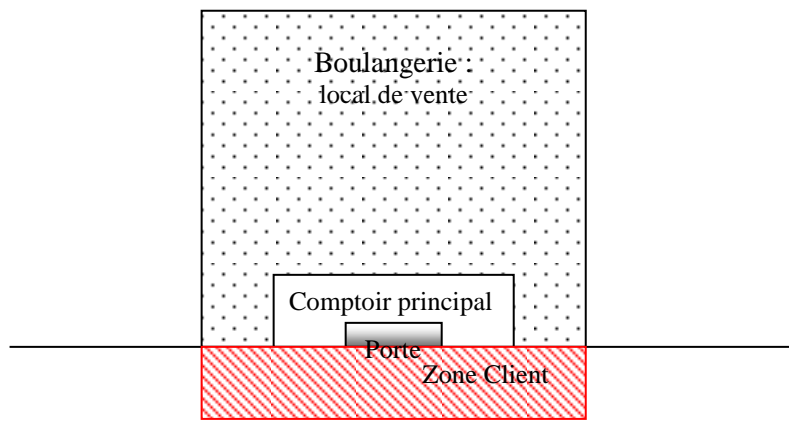 Boulangerie :
local de vente
Comptoir principal
Porte
Zone Client